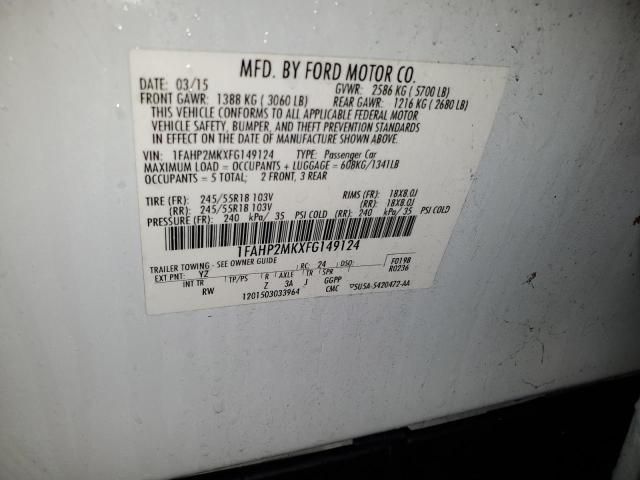 MFD. BY FORD MOTOR CO.
DATE: 03/15 GVWR: 2586 KG ( 5700 LB)
FRONT GAWR: 1388 KG ( 3060 LB) REAR GAWR: 1216 KG ( 2680 LB)
THIS VEHICLE CONFORMS TO ALL APPLICABLE FEDERAL MOTOR
VEHICLE SAFETY, BUMPER, AND THEFT PREVENTION STANDARDS
IN EFFECT ON THE DATE OF MANUFACTURE SHOWN ABOVE.
VIN: 1FAHP2MKXFG149124 TYPE: Passenger Car
MAXIMUM LOAD = OCCUPANTS + LUGGAGE = 608KG/1341LB
OCCUPANTS = 5 TOTAL; 2 FRONT, 3 REAR
TIRE (FR): 245/55R18 103V RIMS (FR): 18X8.0J
(RR): 245/55R18 103V (RR): 18X8.0J
PRESSURE (FR): 240 kPa/ 35 PSI COLD (RR): 240 kPa/ 35 PSI COLD
1FAHP2MKXFG149124
TRAILER TOWING - SEE OWNER GUIDE
EXT PNT: YZ RC: 24 DSO: F0198
R0236
INT TR TP/PS R AXLE TR SPR
RW Z 3A J GGPP
1201503033964 CMC 5U5A-5420472-AA